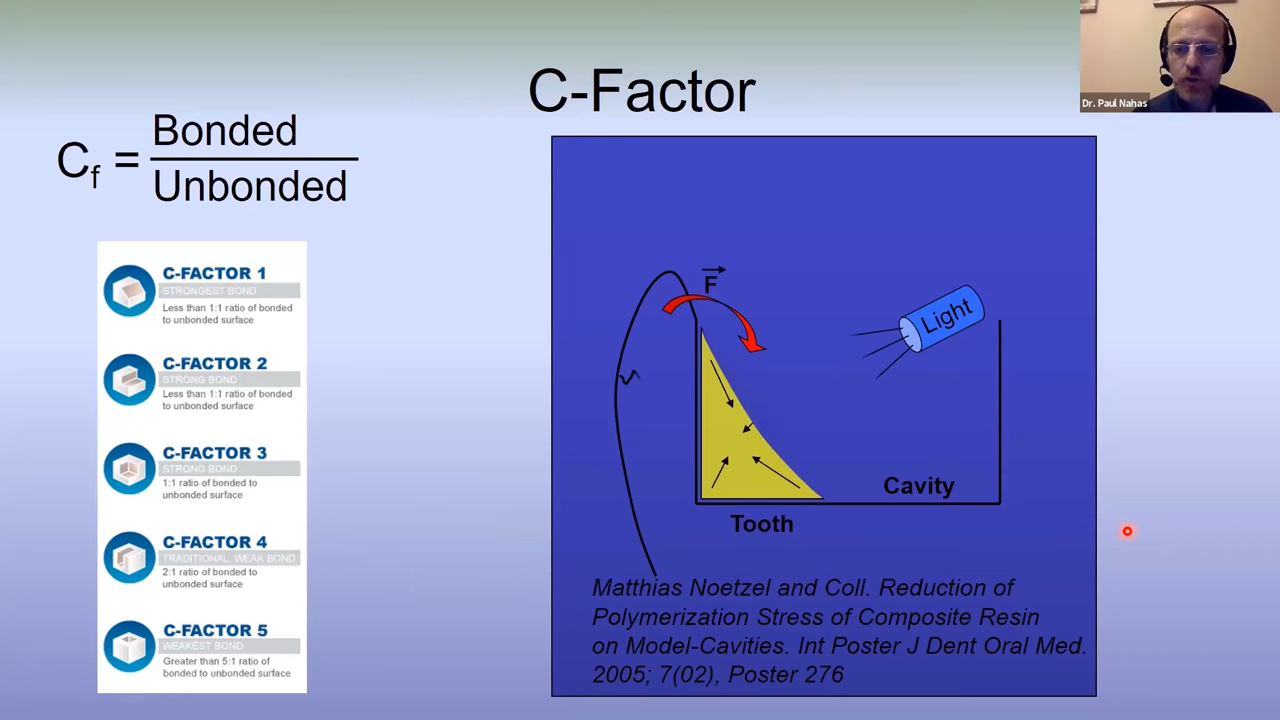 Dr. Paul Nahas
C-Factor
Cf = Bonded
Unbonded
C-FACTOR 1
STRONGEST BOND
Less than 1:1 ratio of bonded
to unbonded surface
C-FACTOR 2
STRONG BOND
Less than 1:1 ratio of bonded
to unbonded surface
C-FACTOR 3
STRONG BOND
1:1 ratio of bonded to
unbonded surface
C-FACTOR 4
TRADITIONAL WEAK BOND
2:1 ratio of bonded to
unbonded surface
C-FACTOR 5
WEAKEST BOND
Greater than 5:1 ratio of
bonded to unbonded surface
F
Light
Cavity
Tooth
Matthias Noetzel and Coll. Reduction of
Polymerization Stress of Composite Resin
on Model-Cavities. Int Poster J Dent Oral Med.
2005; 7(02), Poster 276